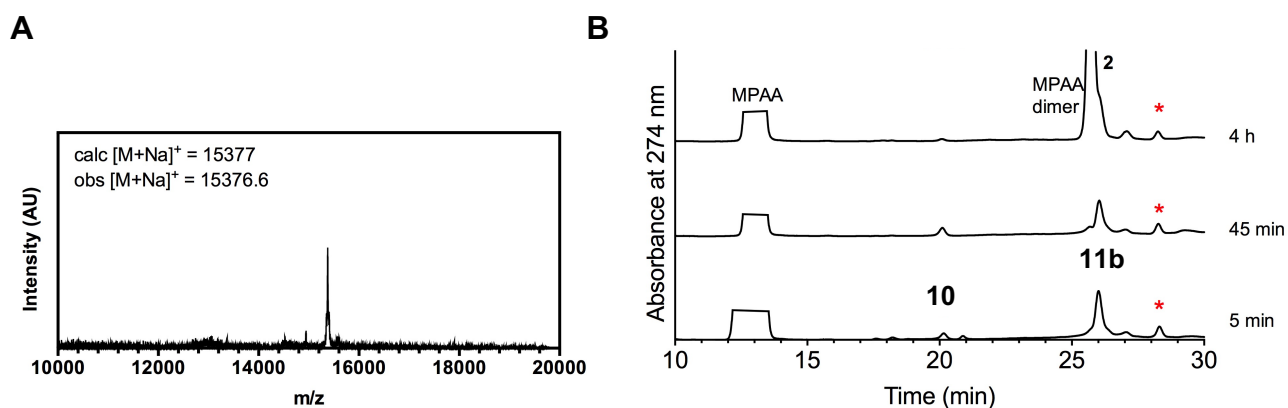 A
calc [M+Na]+ = 15377
obs [M+Na]+ = 15376.6
Intensity (AU)
10000 12000 14000 16000 18000 20000
m/z
B
Absorbance at 274 nm
MPAA
MPAA
dimer
2
*
4 h
*
45 min
10
11b
*
5 min
10 15 20 25 30
Time (min)